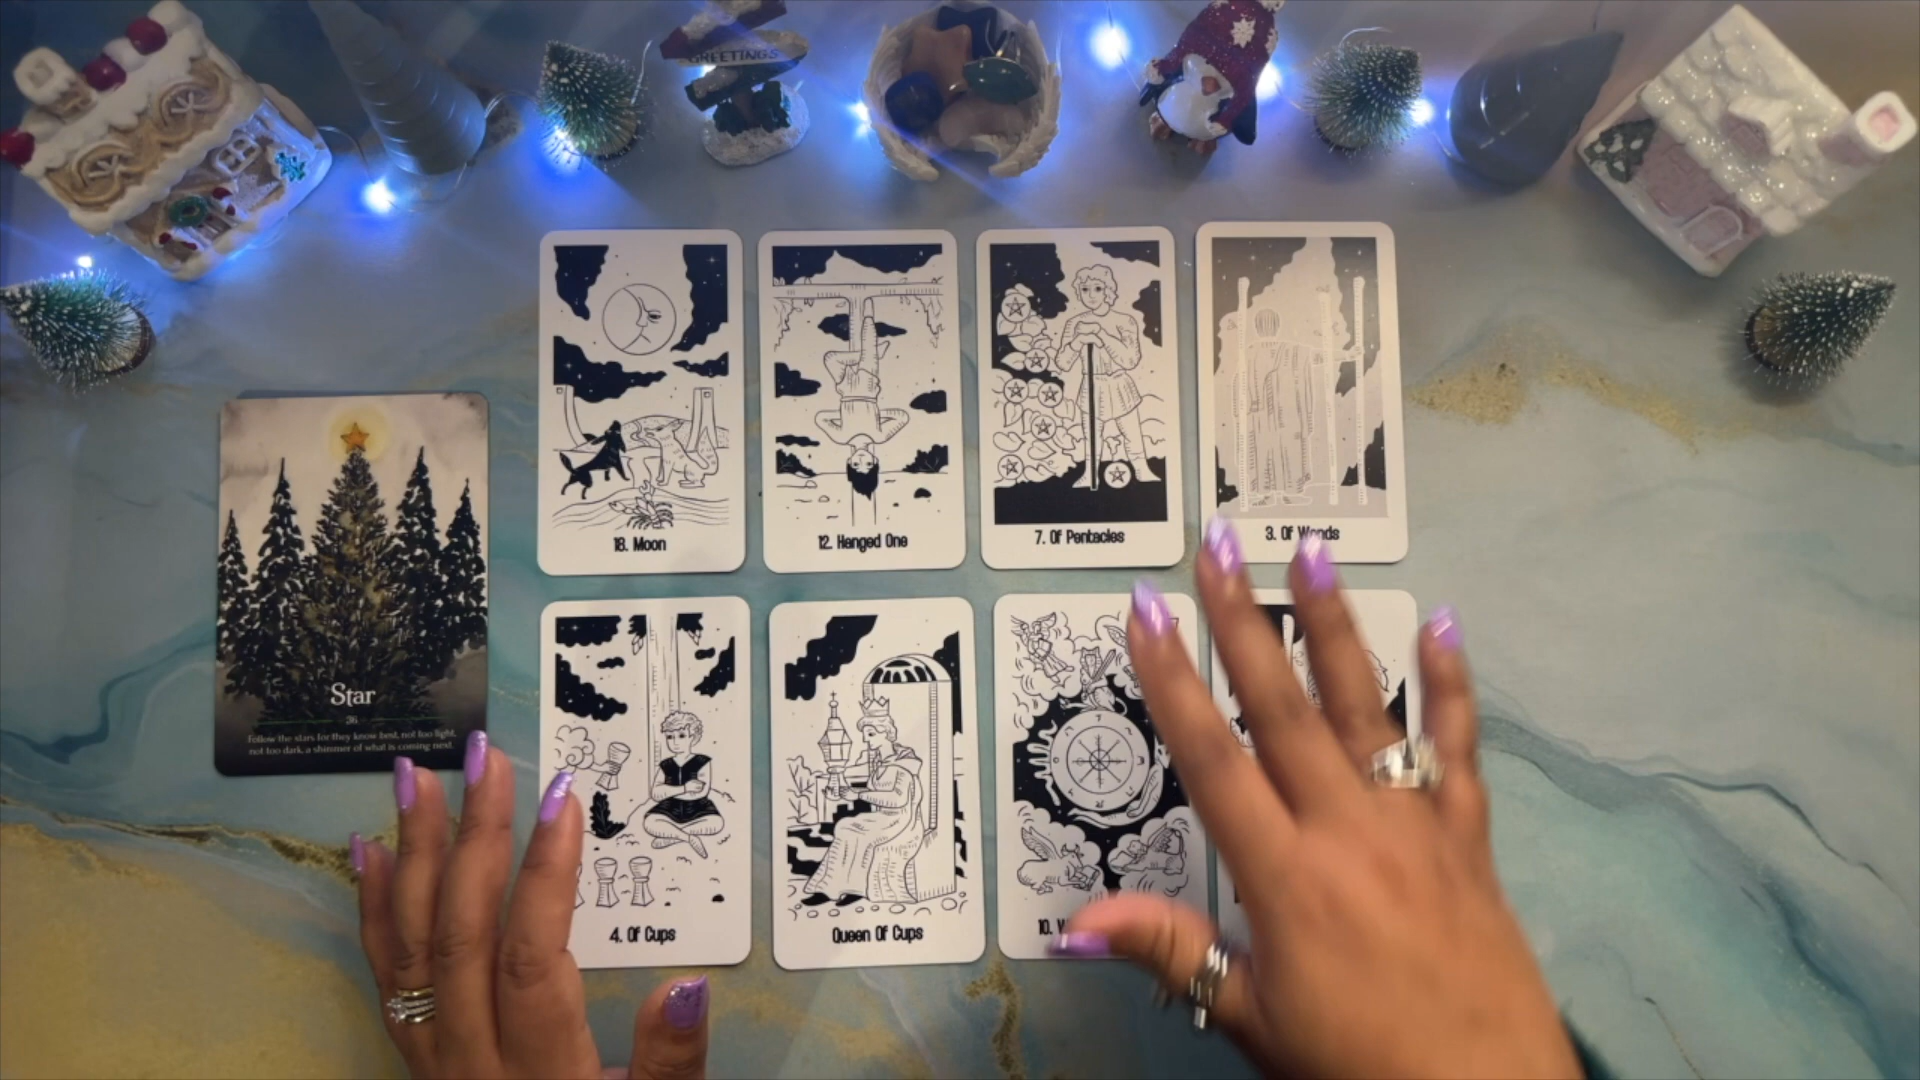 GREETINGS
18. Moon
12. Hanged One
7. Of Pentacles
3. Of Wands
Star
36
Follow the stars for they know best, not too light,
not too dark, a shimmer of what is coming next.
4. Of Cups
Queen Of Cups
10. W